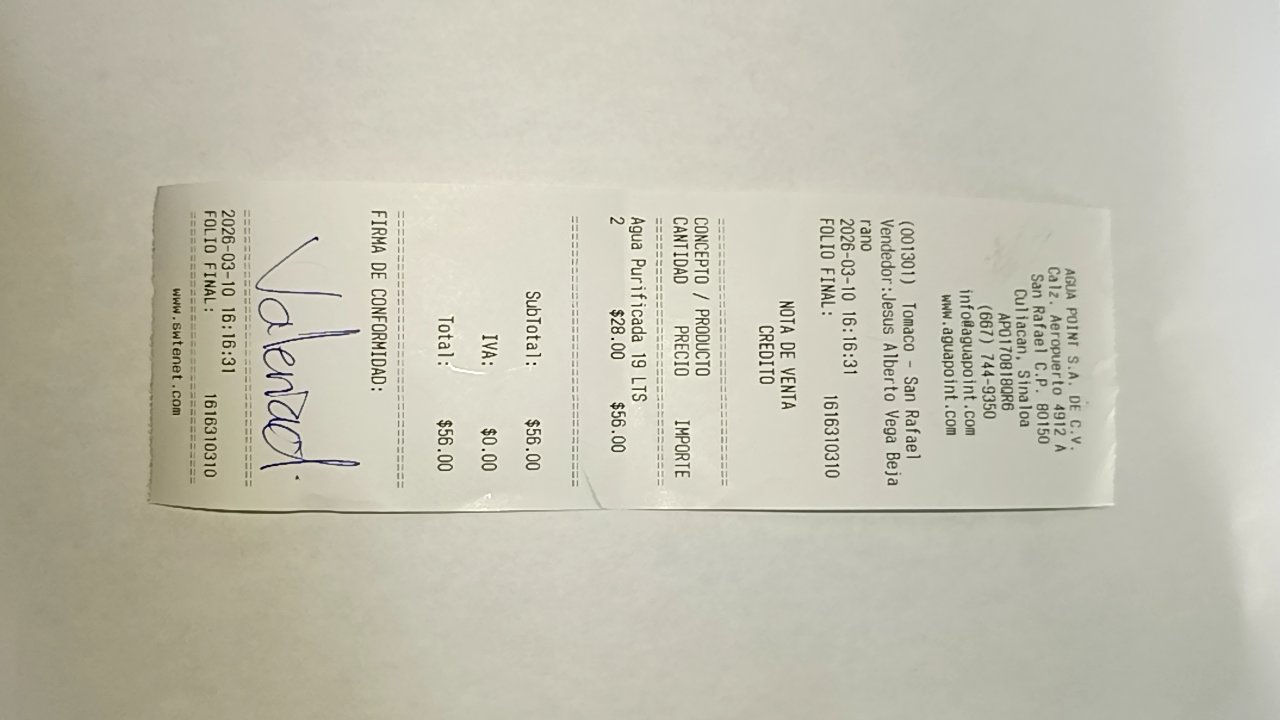 AGUA POINT S.A. DE C.V.
Calz. Aeropuerto 4912 A
San Rafael C.P. 80150
Culiacan, Sinaloa
APO170818QR6
(667) 744-9350
info@aguapoint.com
www.aguapoint.com
(001301) Tomaco - San Rafael
Vendedor:Jesus Alberto Vega Beja
rano
2026-03-10 16:16:31
FOLIO FINAL: 1616310310
NOTA DE VENTA
CREDITO
================================
CONCEPTO / PRODUCTO
CANTIDAD PRECIO IMPORTE
================================
Agua Purificada 19 LTS
2 $28.00 $56.00
================================
SubTotal: $56.00
IVA: $0.00
Total: $56.00
================================
FIRMA DE CONFORMIDAD:
================================
2026-03-10 16:16:31
FOLIO FINAL: 1616310310
================================
www.swtenet.com